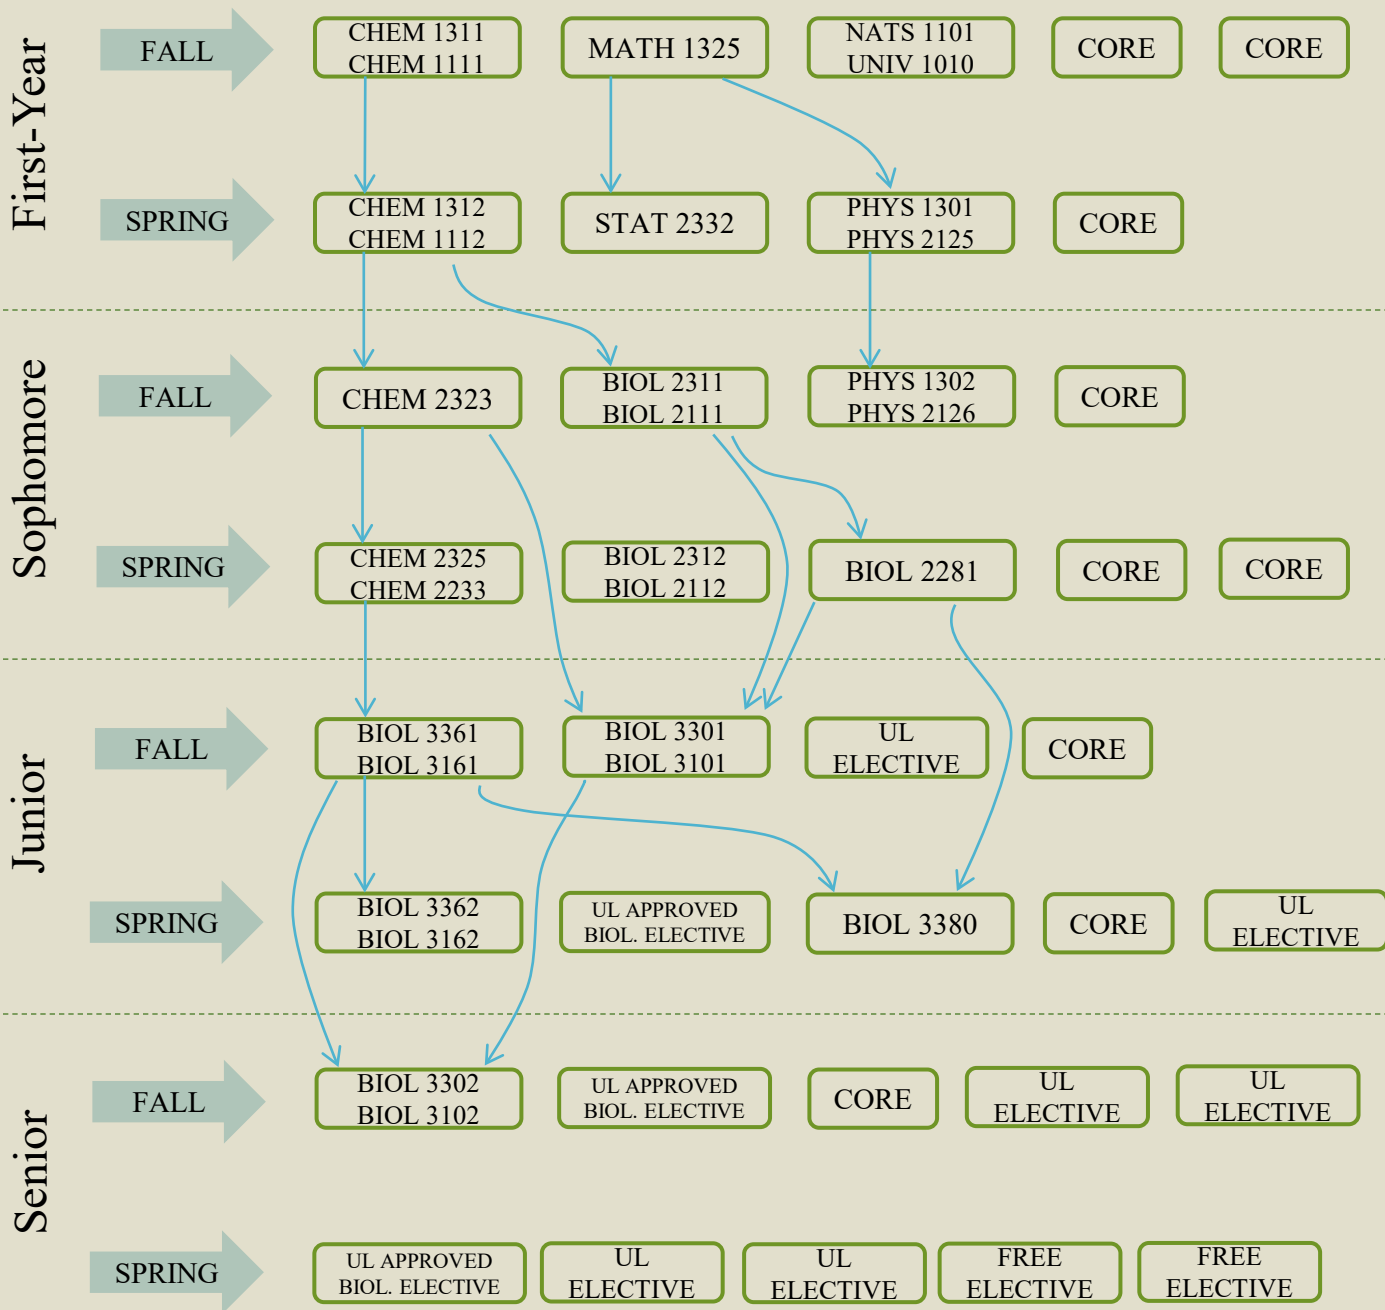 First-Year
FALL
CHEM 1311
CHEM 1111
MATH 1325
NATS 1101
UNIV 1010
CORE
CORE
SPRING
CHEM 1312
CHEM 1112
STAT 2332
PHYS 1301
PHYS 2125
CORE
Sophomore
FALL
CHEM 2323
BIOL 2311
BIOL 2111
PHYS 1302
PHYS 2126
CORE
SPRING
CHEM 2325
CHEM 2233
BIOL 2312
BIOL 2112
BIOL 2281
CORE
CORE
Junior
FALL
BIOL 3361
BIOL 3161
BIOL 3301
BIOL 3101
UL
ELECTIVE
CORE
SPRING
BIOL 3362
BIOL 3162
UL APPROVED
BIOL. ELECTIVE
BIOL 3380
CORE
UL
ELECTIVE
Senior
FALL
BIOL 3302
BIOL 3102
UL APPROVED
BIOL. ELECTIVE
CORE
UL
ELECTIVE
UL
ELECTIVE
SPRING
UL APPROVED
BIOL. ELECTIVE
UL
ELECTIVE
UL
ELECTIVE
FREE
ELECTIVE
FREE
ELECTIVE